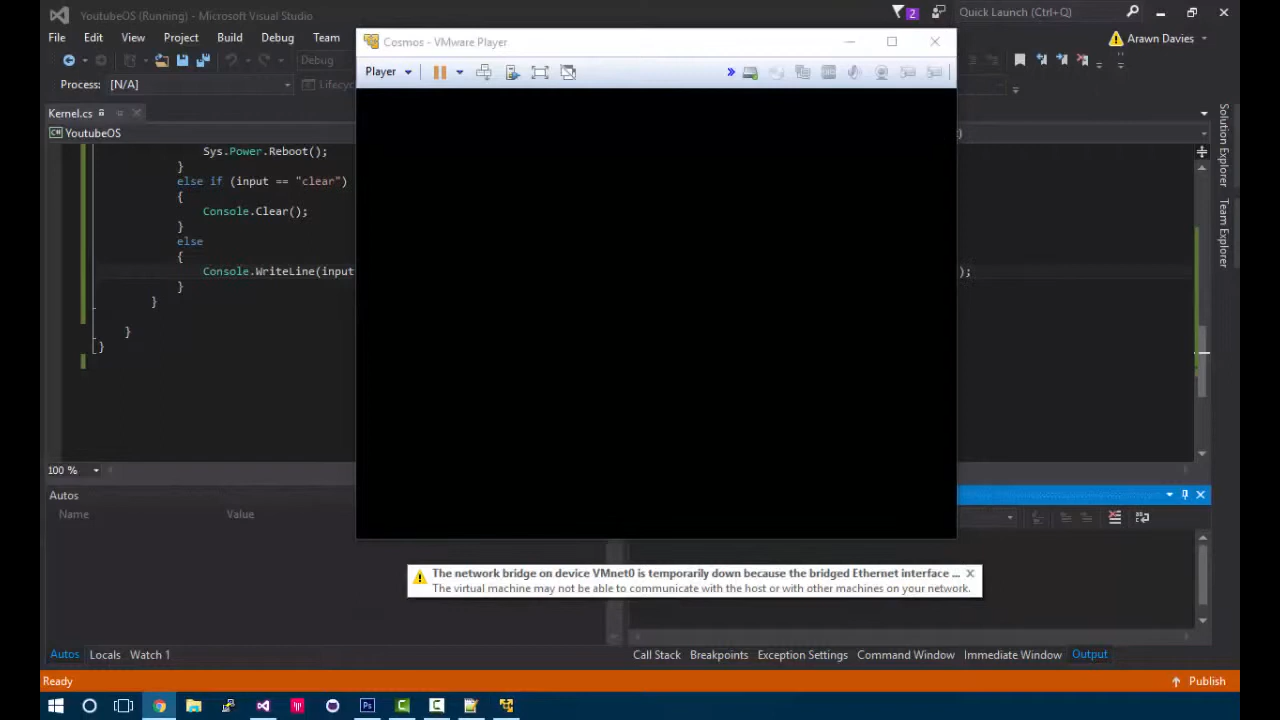 YoutubeOS (Running) - Microsoft Visual Studio
2
Quick Launch (Ctrl+Q)
File Edit View Project Build Debug Team
Arawn Davies
Debug
Process: [N/A]
Lifecyc
Kernel.cs
YoutubeOS
Cosmos - VMware Player
Player
Sys.Power.Reboot();
}
else if (input == "clear")
{
Console.Clear();
}
else
{
Console.WriteLine(input
);
}
}
}
}
100 %
Solution Explorer
Team Explorer
Autos
Name Value
The network bridge on device VMnet0 is temporarily down because the bridged Ethernet interface ...
The virtual machine may not be able to communicate with the host or with other machines on your network.
Autos Locals Watch 1
Call Stack Breakpoints Exception Settings Command Window Immediate Window Output
Ready
Publish